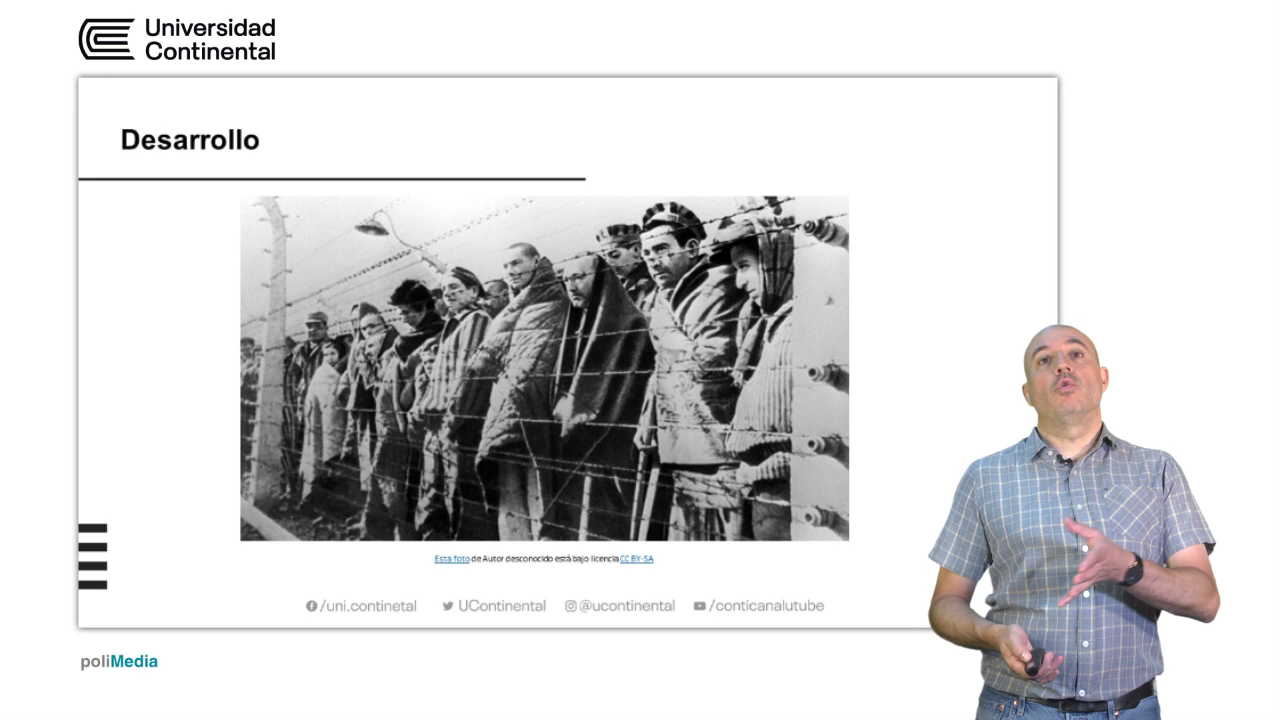 Universidad
Continental
Desarrollo
Esta foto de Autor desconocido está bajo licencia CC BY-SA
/uni.continetal UContinental @ucontinental /conticanalutube
poliMedia